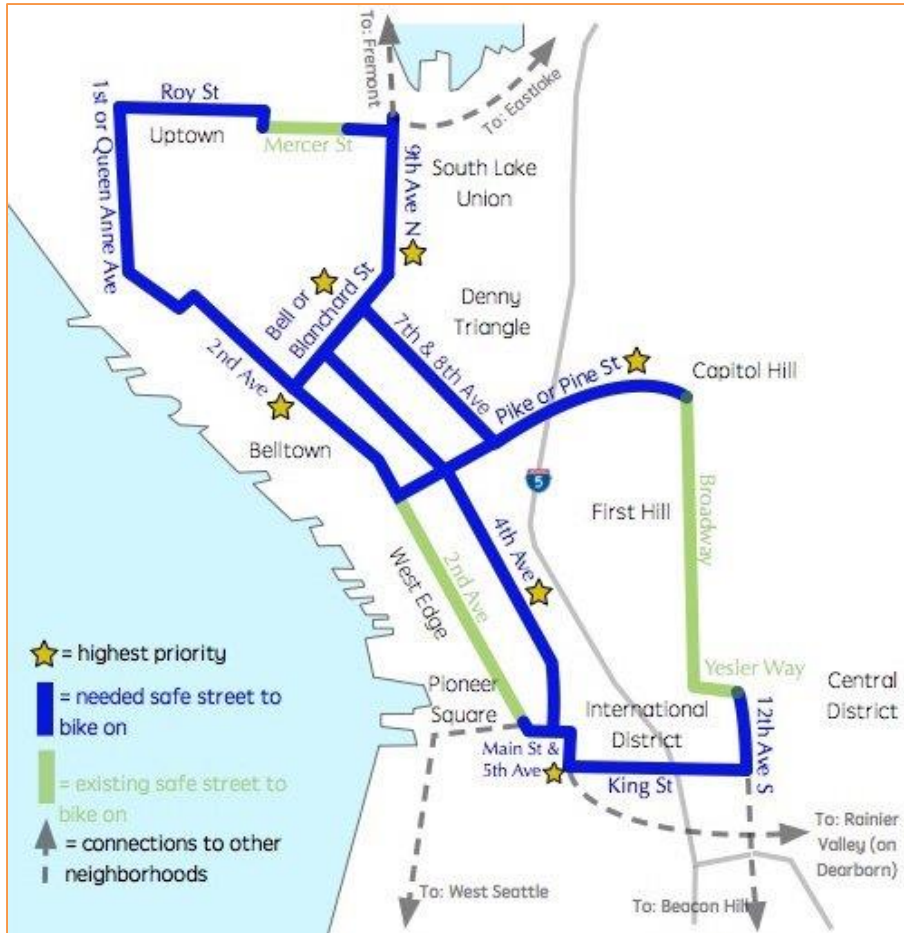 To: Fremont
To: Eastlake
Roy St
Uptown
Mercer St
1st or Queen Anne Ave
9th Ave N
South Lake
Union
Bell or
Blanchard St
Denny
Triangle
7th & 8th Ave
2nd Ave
Pike or Pine St
Capitol Hill
Belltown
5
First Hill
Broadway
4th Ave
2nd Ave
West Edge
= highest priority
= needed safe street to
bike on
= existing safe street to
bike on
= connections to other
neighborhoods
Yesler Way
Pioneer
Square
International
District
Central
District
12th Ave S
Main St &
5th Ave
King St
To: Rainier
Valley (on
Dearborn)
To: West Seattle
To: Beacon Hill